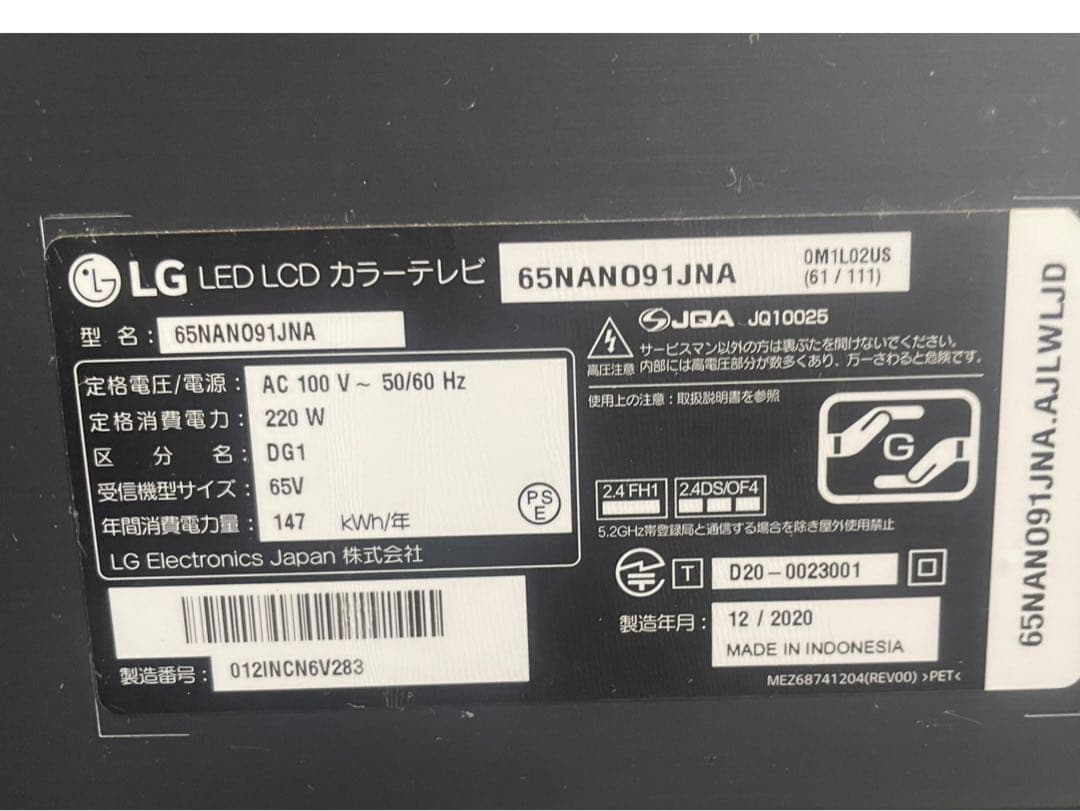 LG LED LCD カラーテレビ
65NANO91JNA
0M1L02US
(61 / 111)
型 名 : 65NANO91JNA
定格電圧/電源 : AC 100 V ~ 50/60 Hz
定格消費電力 : 220 W
区 分 名 : DG1
受信機型サイズ : 65V
年間消費電力量 : 147 kWh/年
PS
E
LG Electronics Japan 株式会社
製造番号 : 012INCN6V283
JQA JQ10025
高圧注意
サービスマン以外の方は裏ぶたを開けないでください。
内部には高電圧部分が数多くあり、万一さわると危険です。
使用上の注意 : 取扱説明書を参照
G
2.4 FH1
2.4DS/OF4
5.2GHz帯登録局と通信する場合を除き屋外使用禁止
T D20-0023001
製造年月 : 12 / 2020
MADE IN INDONESIA
MEZ68741204(REV00) >PET<
65NANO91JNA.AJLWLJD